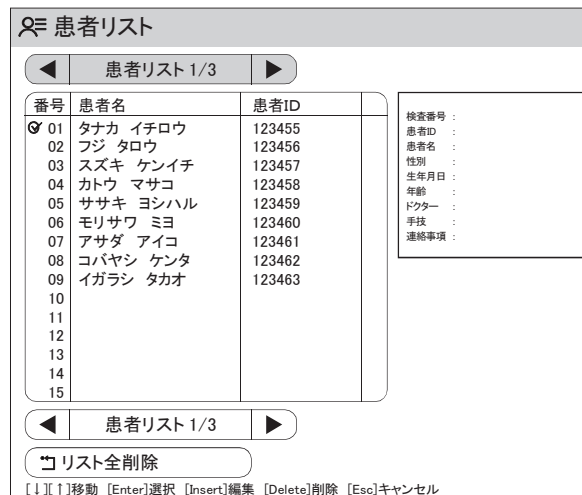 患者リスト
患者リスト 1/3
番号 患者名 患者ID
01 タナカ イチロウ 123455
02 フジ タロウ 123456
03 スズキ ケンイチ 123457
04 カトウ マサコ 123458
05 ササキ ヨシハル 123459
06 モリサワ ミヨ 123460
07 アサダ アイコ 123461
08 コバヤシ ケンタ 123462
09 イガラシ タカオ 123463
10
11
12
13
14
15
検査番号 :
患者ID :
患者名 :
性別 :
生年月日 :
年齢 :
ドクター :
手技 :
連絡事項 :
患者リスト 1/3
リスト全削除
[↓][↑]移動 [Enter]選択 [Insert]編集 [Delete]削除 [Esc]キャンセル